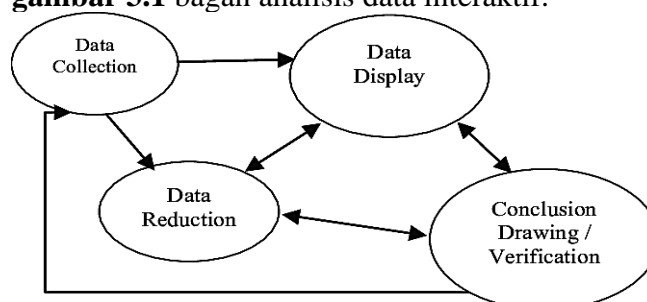 gambar 3.1 bagan analisis data interaktif.
Data
Collection
Data
Display
Data
Reduction
Conclusion
Drawing /
Verification